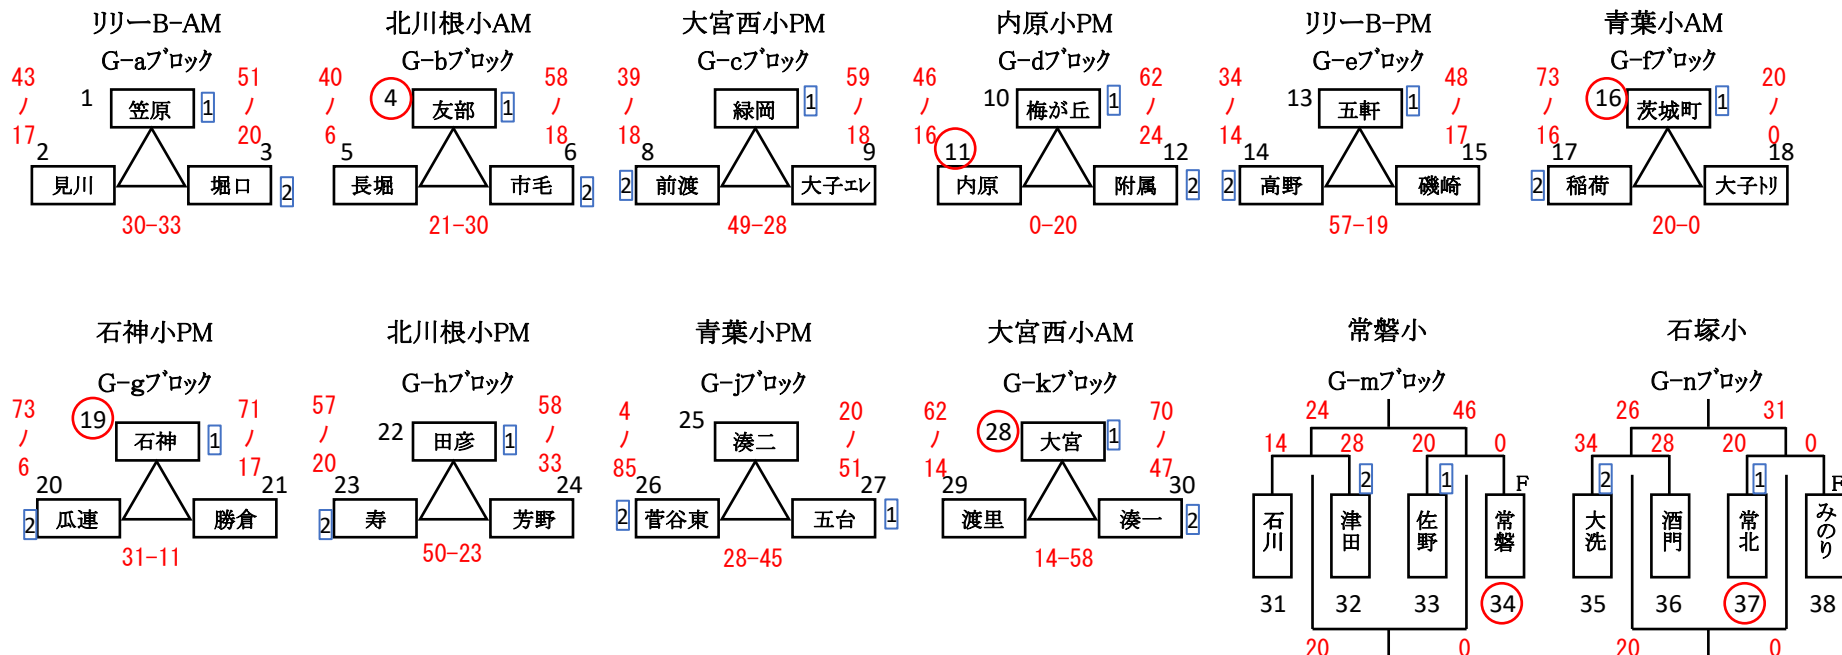 リリーB-AM
G-aブロック
43
ノ
17
51
ノ
20
1
笠原
1
2
見川
3
堀口
2
30-33
北川根小AM
G-bブロック
40
ノ
6
58
ノ
18
4
友部
1
5
長堀
6
市毛
2
21-30
大宮西小PM
G-cブロック
39
ノ
18
59
ノ
18
緑岡
1
8
2
前渡
9
大子エレ
49-28
内原小PM
G-dブロック
46
ノ
16
62
ノ
24
10
梅が丘
1
11
内原
12
附属
2
0-20
リリーB-PM
G-eブロック
34
ノ
14
48
ノ
17
13
五軒
1
14
2
高野
15
磯崎
57-19
青葉小AM
G-fブロック
73
ノ
16
20
ノ
0
16
茨城町
1
17
2
稲荷
18
大子トリ
20-0
石神小PM
G-gブロック
73
ノ
6
71
ノ
17
19
石神
1
20
2
瓜連
21
勝倉
31-11
北川根小PM
G-hブロック
57
ノ
20
58
ノ
33
22
田彦
1
23
2
寿
24
芳野
50-23
青葉小PM
G-jブロック
4
ノ
85
20
ノ
51
25
湊二
26
2
菅谷東
27
五台
1
28-45
大宮西小AM
G-kブロック
62
ノ
14
70
ノ
47
28
大宮
1
29
渡里
30
湊一
2
14-58
常磐小
G-mブロック
24 46
14 28 20 0
2 1 F
石川 津田 佐野 常磐
31 32 33 34
20 0
石塚小
G-nブロック
26 31
34 28 20 0
2 1 F
大洗 酒門 常北 みのり
35 36 37 38
20 0